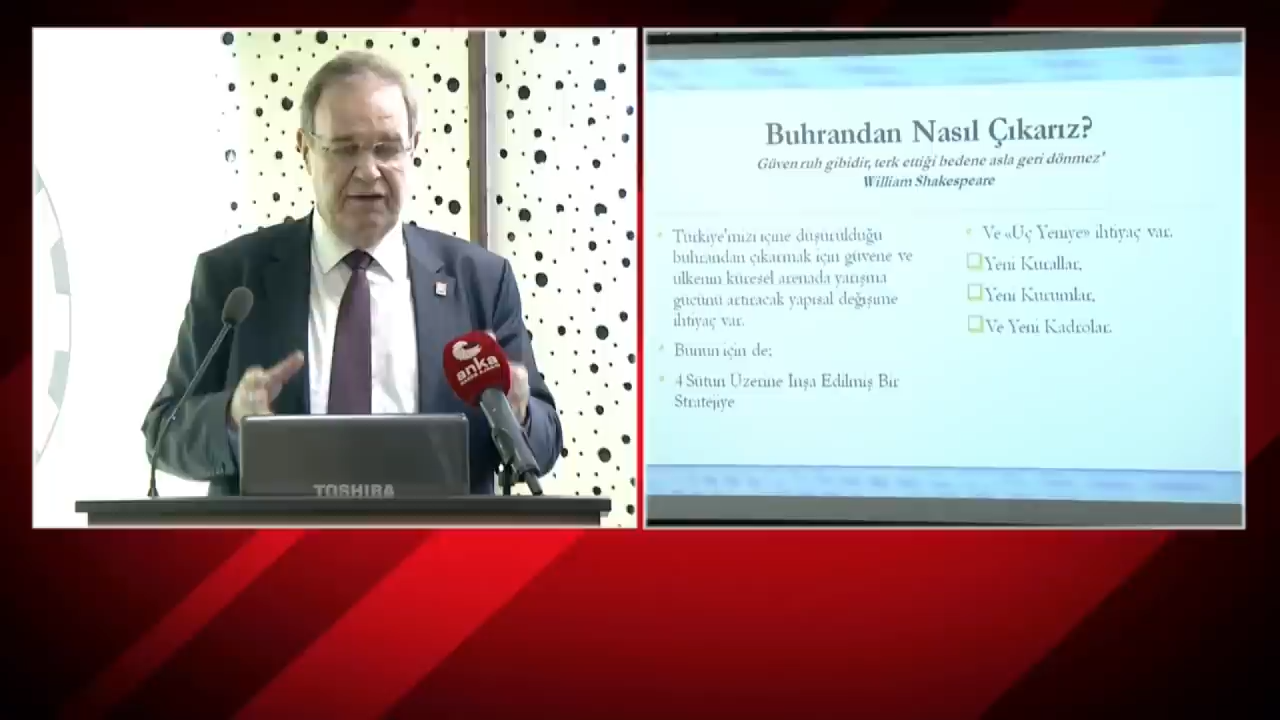 anka
TOSHIBA
Buhrandan Nasıl Çıkarız?
Güven ruh gibidir, terk ettiği bedene asla geri dönmez'
William Shakespeare
Türkiye'mizi içine düşürüldüğü
buhrandan çıkarmak için güvene ve
ülkenin küresel arenada yarışma
gücünü artıracak yapısal değişime
ihtiyaç var.
Bunun için de;
4 Sütun Üzerine İnşa Edilmiş Bir
Stratejiye
Ve «Üç Yeniye» ihtiyaç var.
Yeni Kurallar,
Yeni Kurumlar,
Ve Yeni Kadrolar.